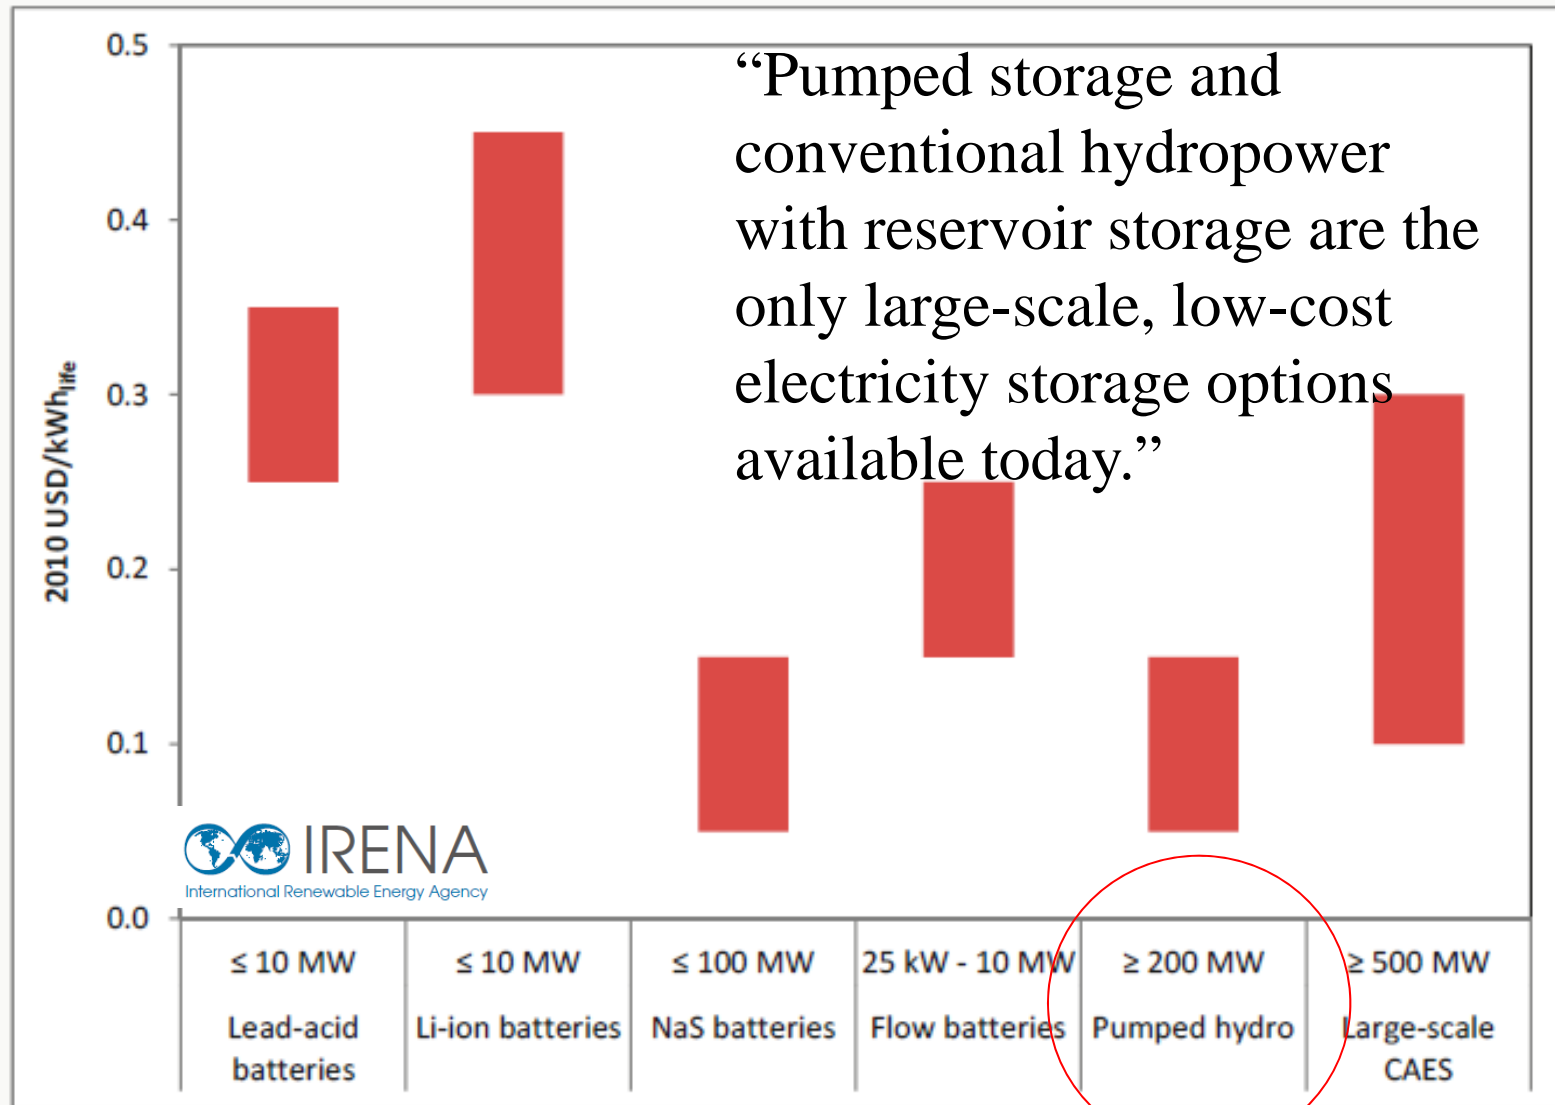 0.5
0.4
0.3
0.2
0.1
0.0
2010 USD/kWhlife
“Pumped storage and
conventional hydropower
with reservoir storage are the
only large-scale, low-cost
electricity storage options
available today.”
IRENA
International Renewable Energy Agency
≤ 10 MW ≤ 10 MW ≤ 100 MW 25 kW - 10 MW ≥ 200 MW ≥ 500 MW
Lead-acid Li-ion batteries NaS batteries Flow batteries Pumped hydro Large-scale
batteries CAES